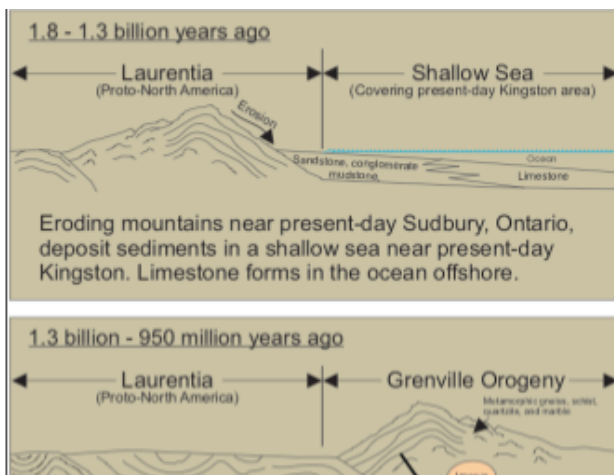 1.8 - 1.3 billion years ago
Laurentia
(Proto-North America)
Shallow Sea
(Covering present-day Kingston area)
Erosion
Sandstone, conglomerate
mudstone,
Ocean
Limestone
Eroding mountains near present-day Sudbury, Ontario,
deposit sediments in a shallow sea near present-day
Kingston. Limestone forms in the ocean offshore.
1.3 billion - 950 million years ago
Laurentia
(Proto-North America)
Grenville Orogeny
Metamorphic gneiss, schist,
quartzite, and marble